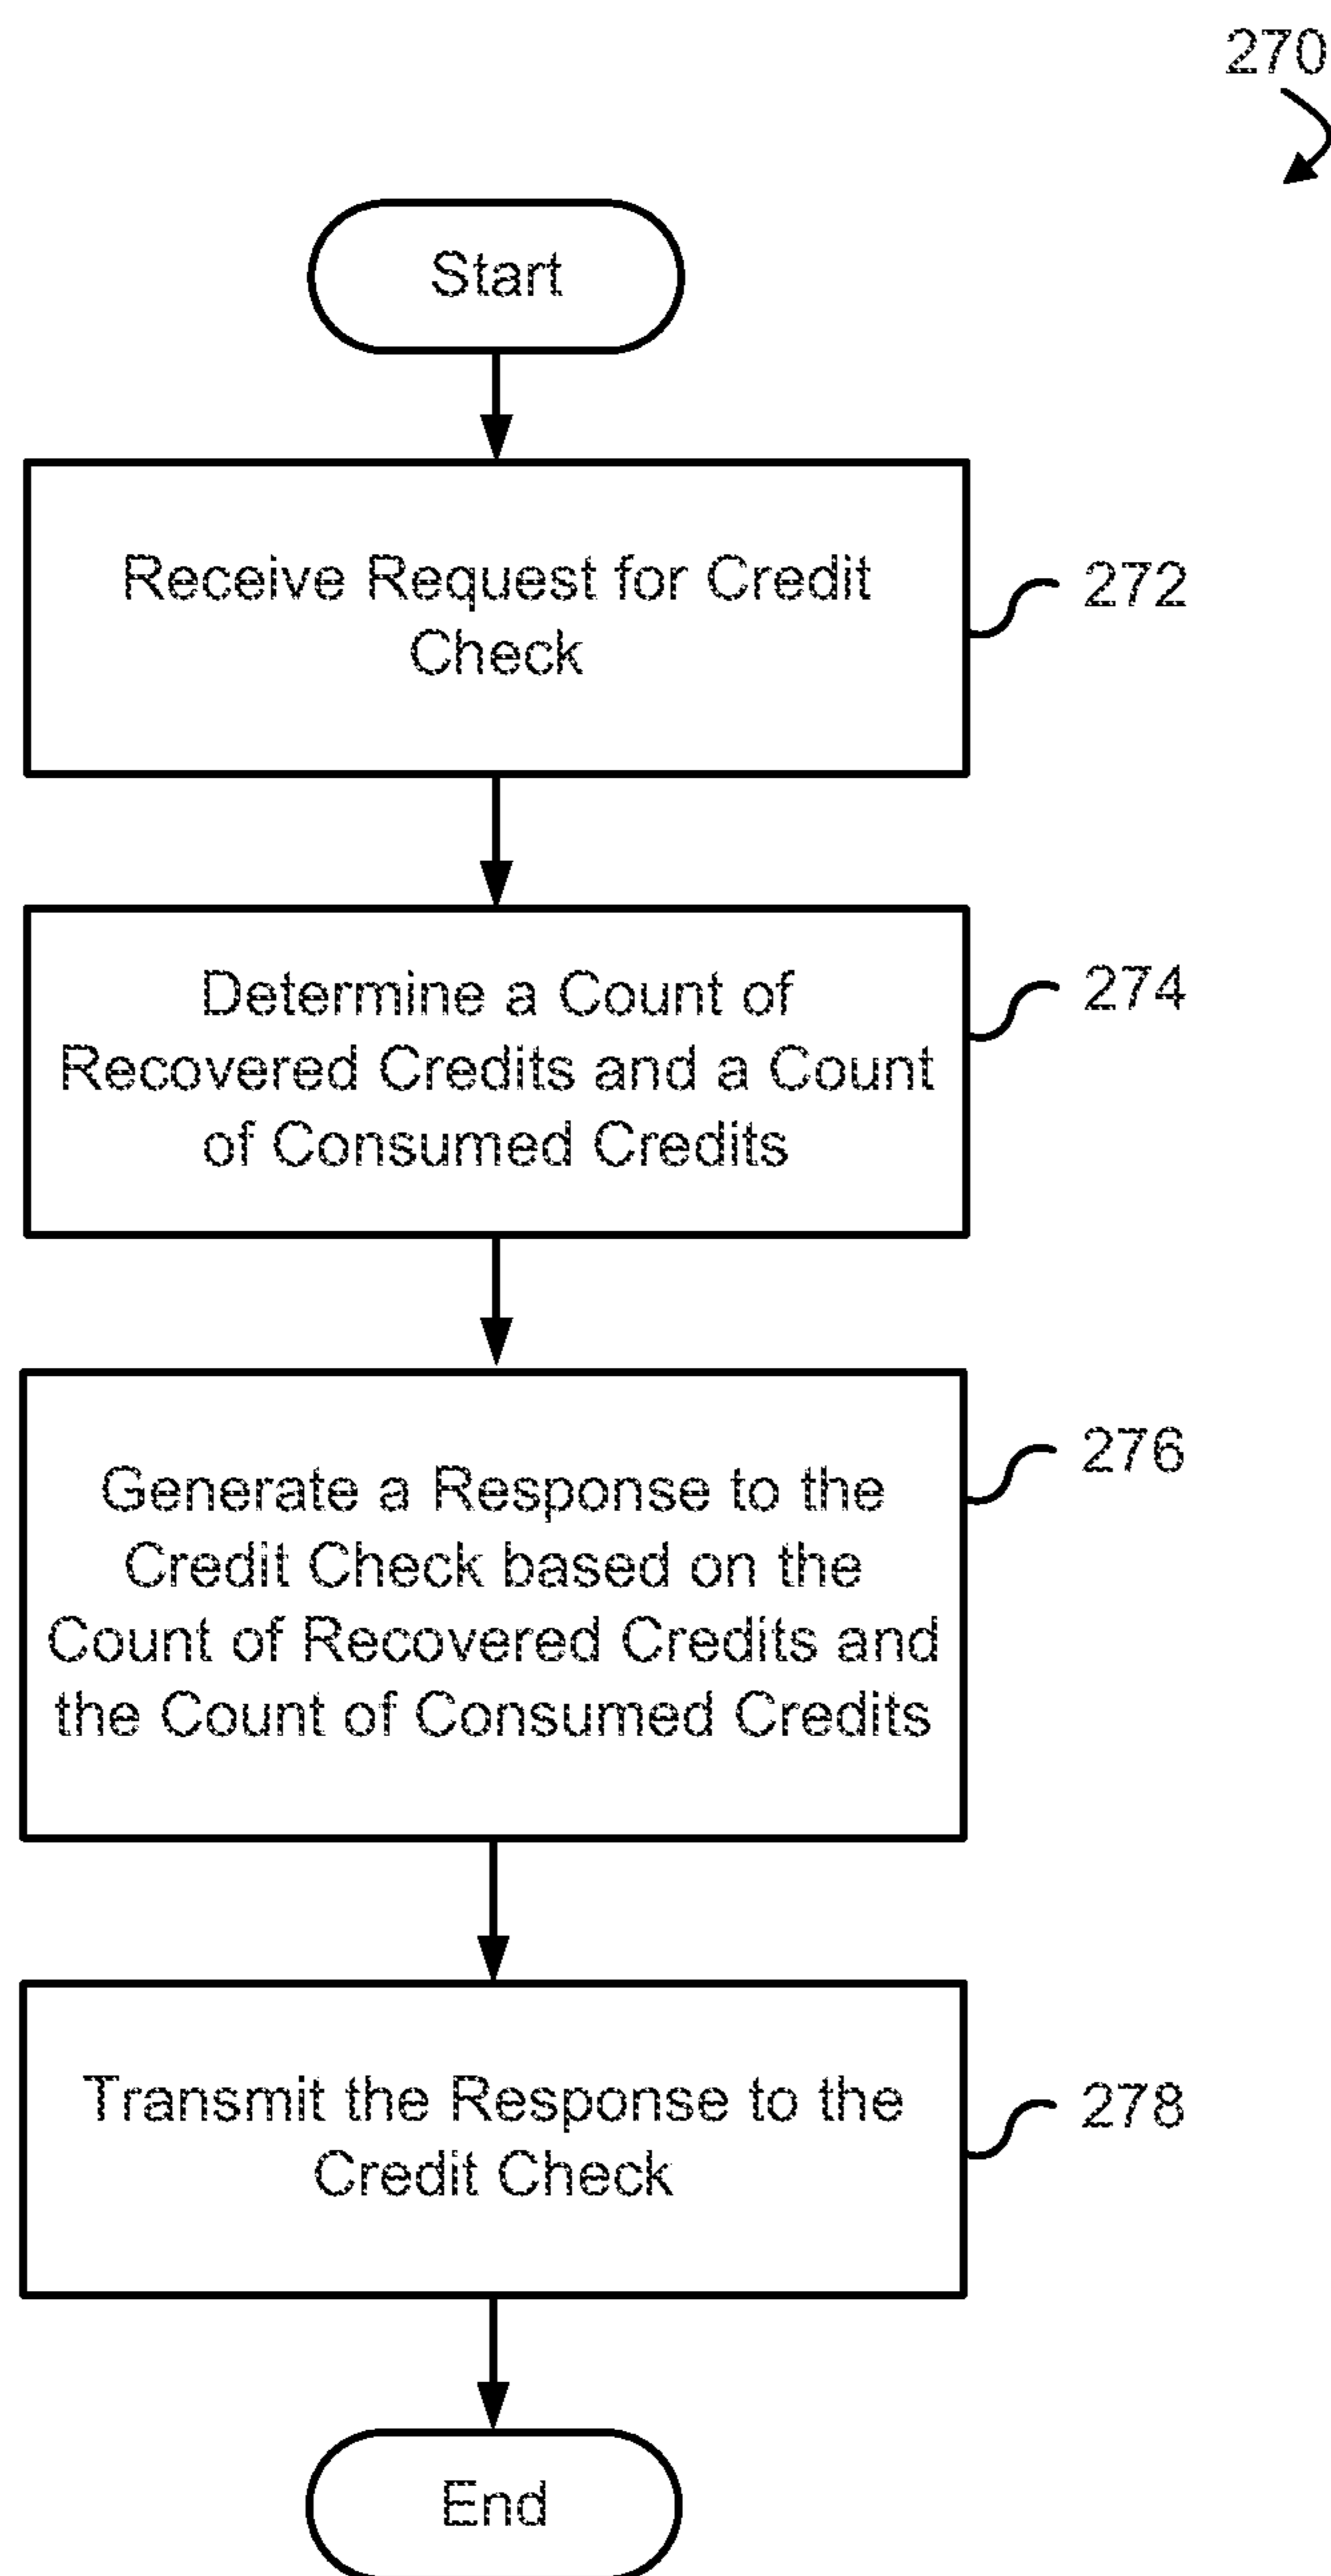 270
Start
Receive Request for Credit
Check
272
Determine a Count of
Recovered Credits and a Count
of Consumed Credits
274
Generate a Response to the
Credit Check based on the
Count of Recovered Credits and
the Count of Consumed Credits
276
Transmit the Response to the
Credit Check
278
End